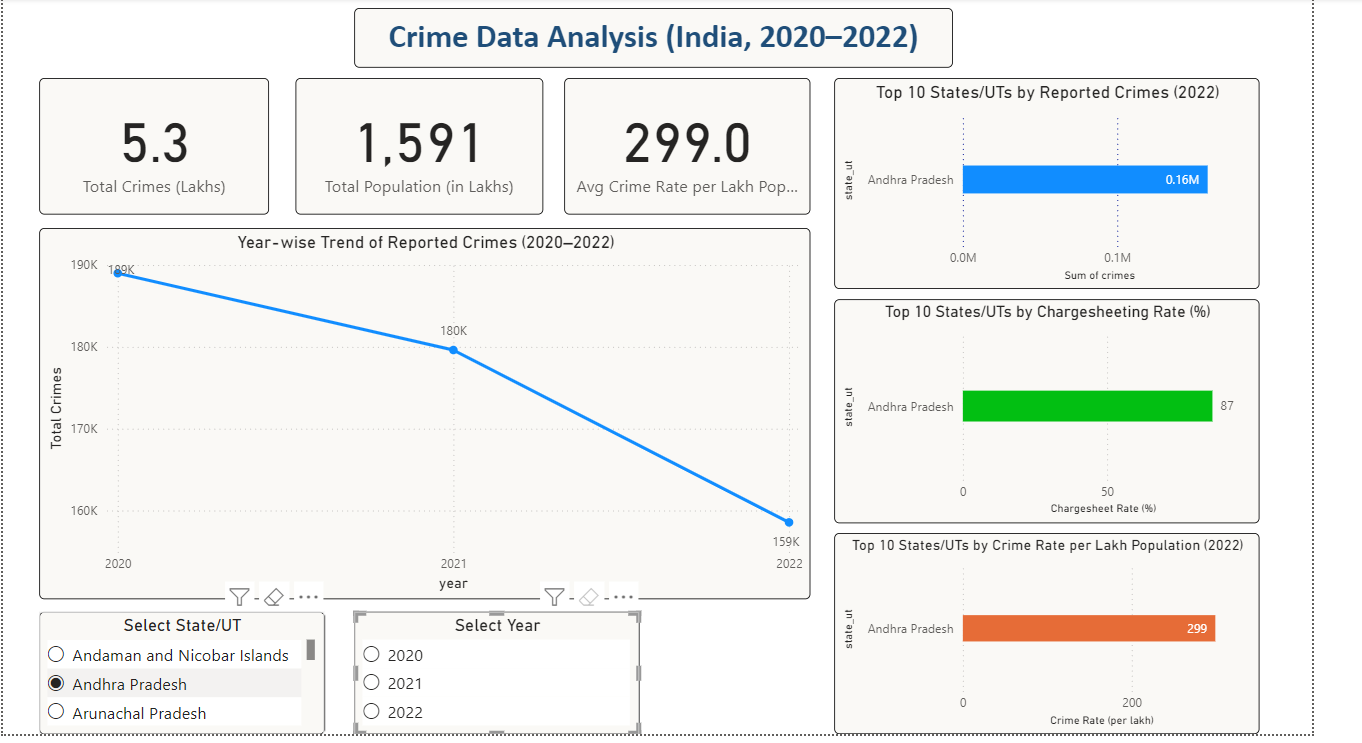 Crime Data Analysis (India, 2020–2022)
5.3
Total Crimes (Lakhs)
1,591
Total Population (in Lakhs)
299.0
Avg Crime Rate per Lakh Pop...
Year-wise Trend of Reported Crimes (2020–2022)
Total Crimes
190K
180K
170K
160K
189K
180K
159K
2020
2021
2022
year
Select State/UT
Andaman and Nicobar Islands
Andhra Pradesh
Arunachal Pradesh
Select Year
2020
2021
2022
Top 10 States/UTs by Reported Crimes (2022)
state_ut
Andhra Pradesh
0.16M
0.0M
0.1M
Sum of crimes
Top 10 States/UTs by Chargesheeting Rate (%)
state_ut
Andhra Pradesh
87
0
50
Chargesheet Rate (%)
Top 10 States/UTs by Crime Rate per Lakh Population (2022)
state_ut
Andhra Pradesh
299
0
200
Crime Rate (per lakh)